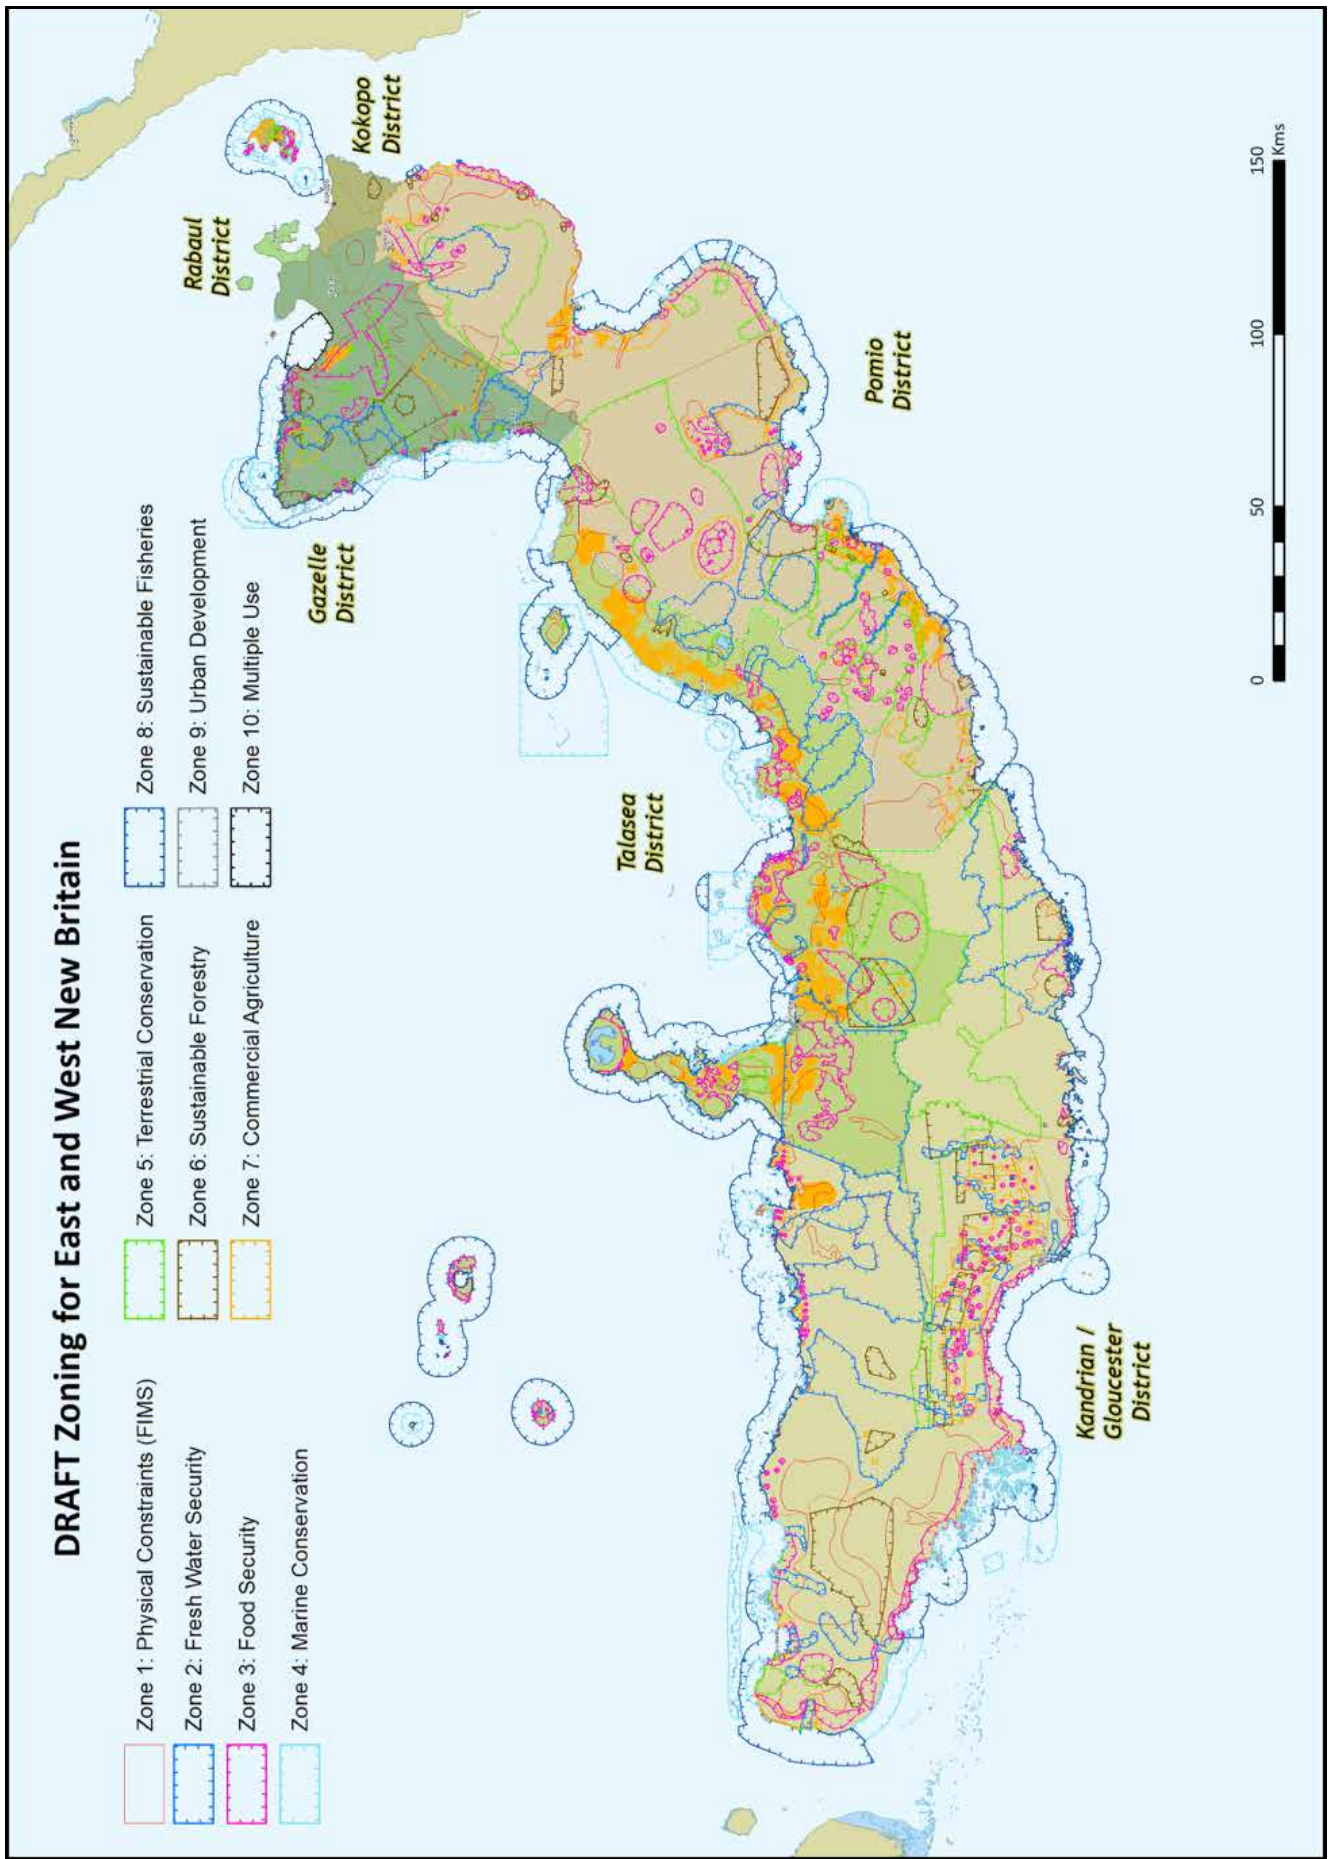 DRAFT Zoning for East and West New Britain
Zone 1: Physical Constraints (FIMS)
Zone 2: Fresh Water Security
Zone 3: Food Security
Zone 4: Marine Conservation
Zone 5: Terrestrial Conservation
Zone 6: Sustainable Forestry
Zone 7: Commercial Agriculture
Zone 8: Sustainable Fisheries
Zone 9: Urban Development
Zone 10: Multiple Use
Kandrian /
Gloucester
District
Talasea
District
Gazelle
District
Pomio
District
Rabaul
District
Kokopo
District
0 50 100 150
Kms